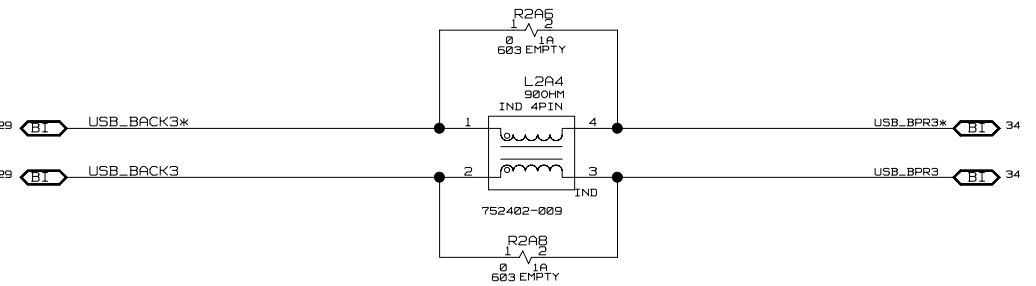 R2A6
1 2
0 1A
603 EMPTY
L2A4
90OHM
IND 4PIN
29 BI USB_BACK3* 1 4 USB_BPR3* BI 34
29 BI USB_BACK3 2 3 USB_BPR3 BI 34
IND
752402-009
R2A8
1 2
0 1A
603 EMPTY